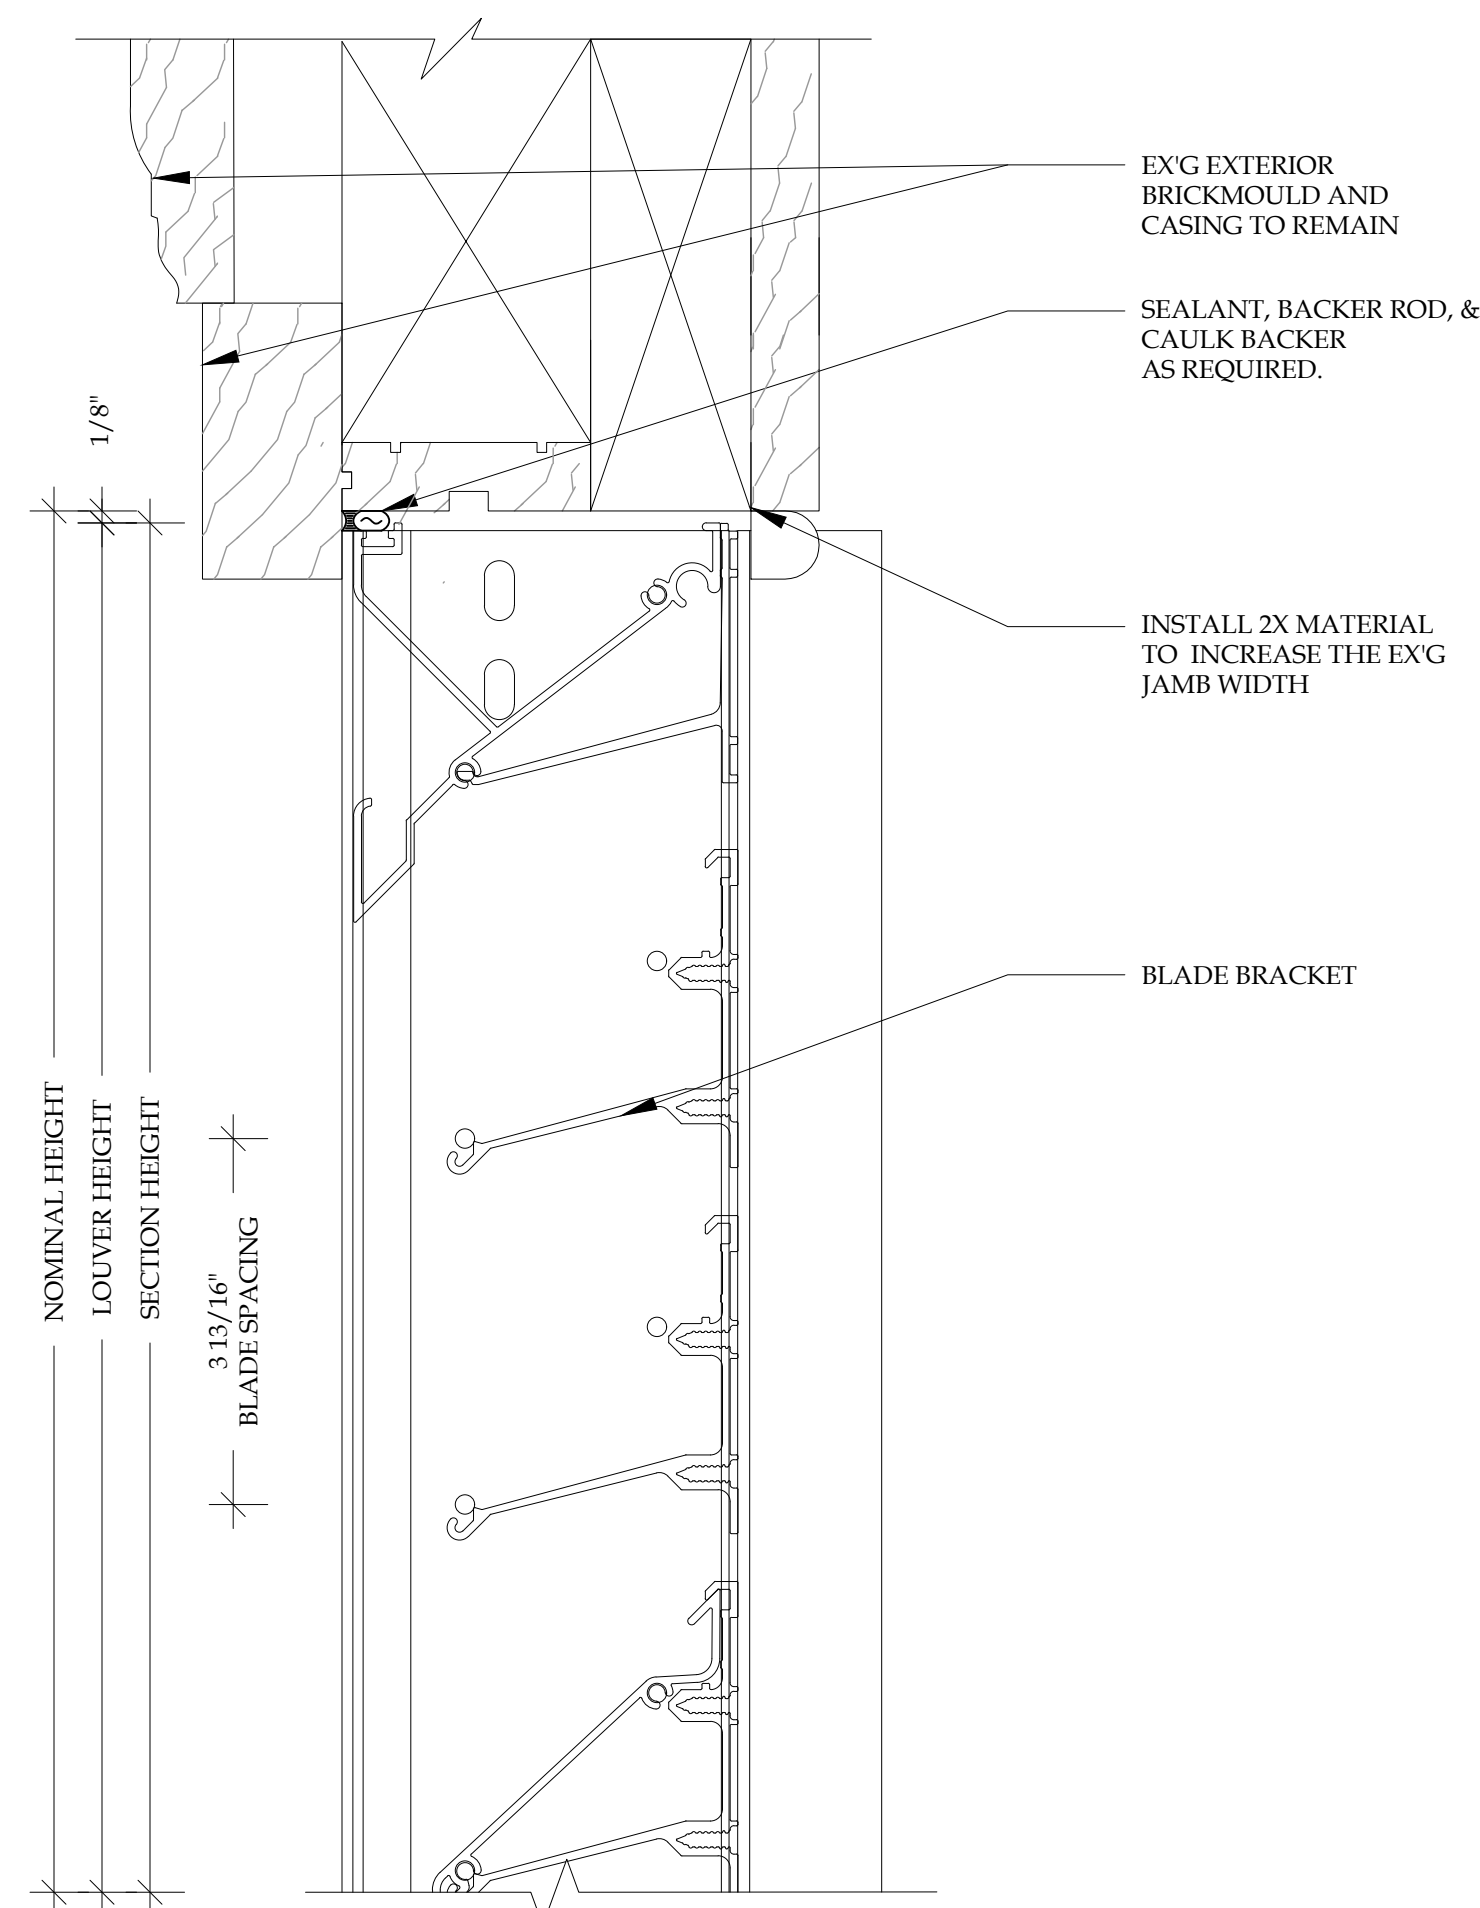 EX'G EXTERIOR
BRICKMOULD AND
CASING TO REMAIN
SEALANT, BACKER ROD, &
CAULK BACKER
AS REQUIRED.
1/8"
INSTALL 2X MATERIAL
TO INCREASE THE EX'G
JAMB WIDTH
BLADE BRACKET
NOMINAL HEIGHT
LOUVER HEIGHT
SECTION HEIGHT
3 13/16"
BLADE SPACING